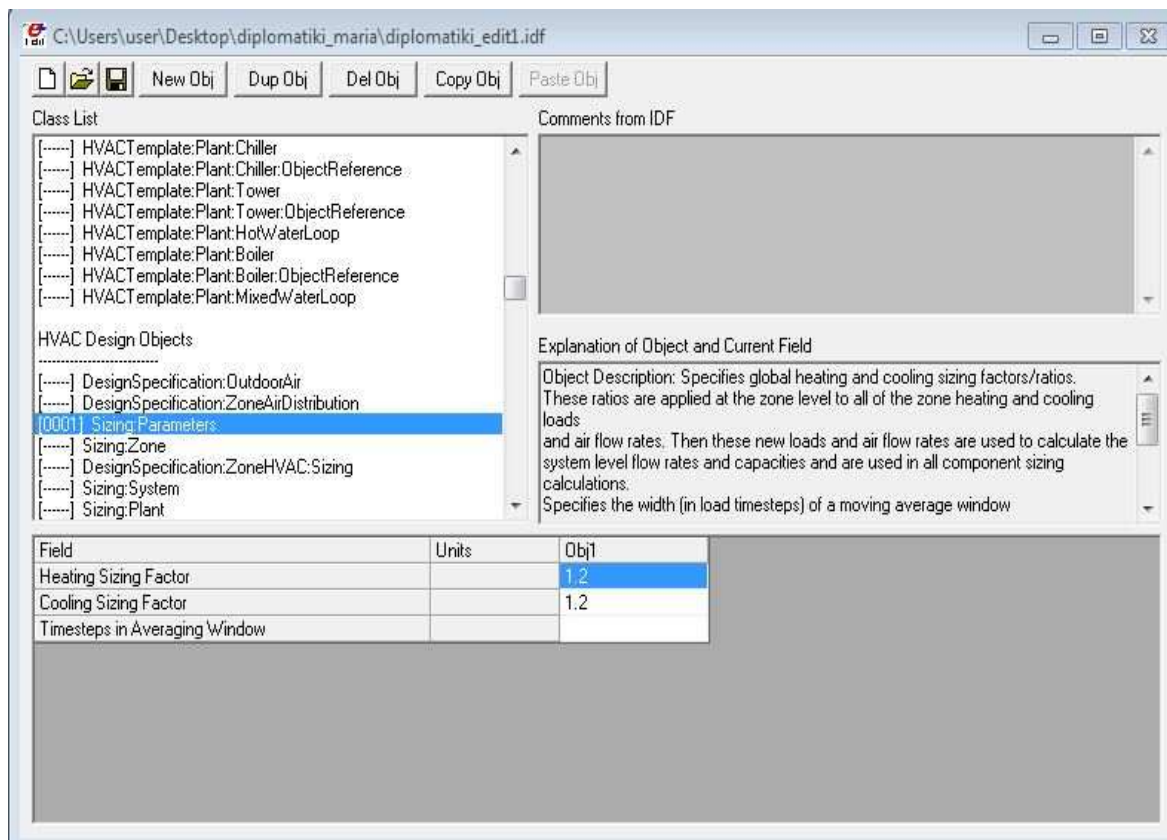 C:\Users\user\Desktop\diplomatiki_maria\diplomatiki_edit1.idf
New Obj Dup Obj Del Obj Copy Obj Paste Obj
Class List
[------] HVACTemplate:Plant:Chiller
[------] HVACTemplate:Plant:Chiller:ObjectReference
[------] HVACTemplate:Plant:Tower
[------] HVACTemplate:Plant:Tower:ObjectReference
[------] HVACTemplate:Plant:HotWaterLoop
[------] HVACTemplate:Plant:Boiler
[------] HVACTemplate:Plant:Boiler:ObjectReference
[------] HVACTemplate:Plant:MixedWaterLoop
HVAC Design Objects
--------------------------
[------] DesignSpecification:OutdoorAir
[------] DesignSpecification:ZoneAirDistribution
[0001] Sizing:Parameters
[------] Sizing:Zone
[------] DesignSpecification:ZoneHVAC:Sizing
[------] Sizing:System
[------] Sizing:Plant
Comments from IDF
Explanation of Object and Current Field
Object Description: Specifies global heating and cooling sizing factors/ratios.
These ratios are applied at the zone level to all of the zone heating and cooling
loads
and air flow rates. Then these new loads and air flow rates are used to calculate the
system level flow rates and capacities and are used in all component sizing
calculations.
Specifies the width (in load timesteps) of a moving average window
Field Units Obj1
Heating Sizing Factor 1.2
Cooling Sizing Factor 1.2
Timesteps in Averaging Window